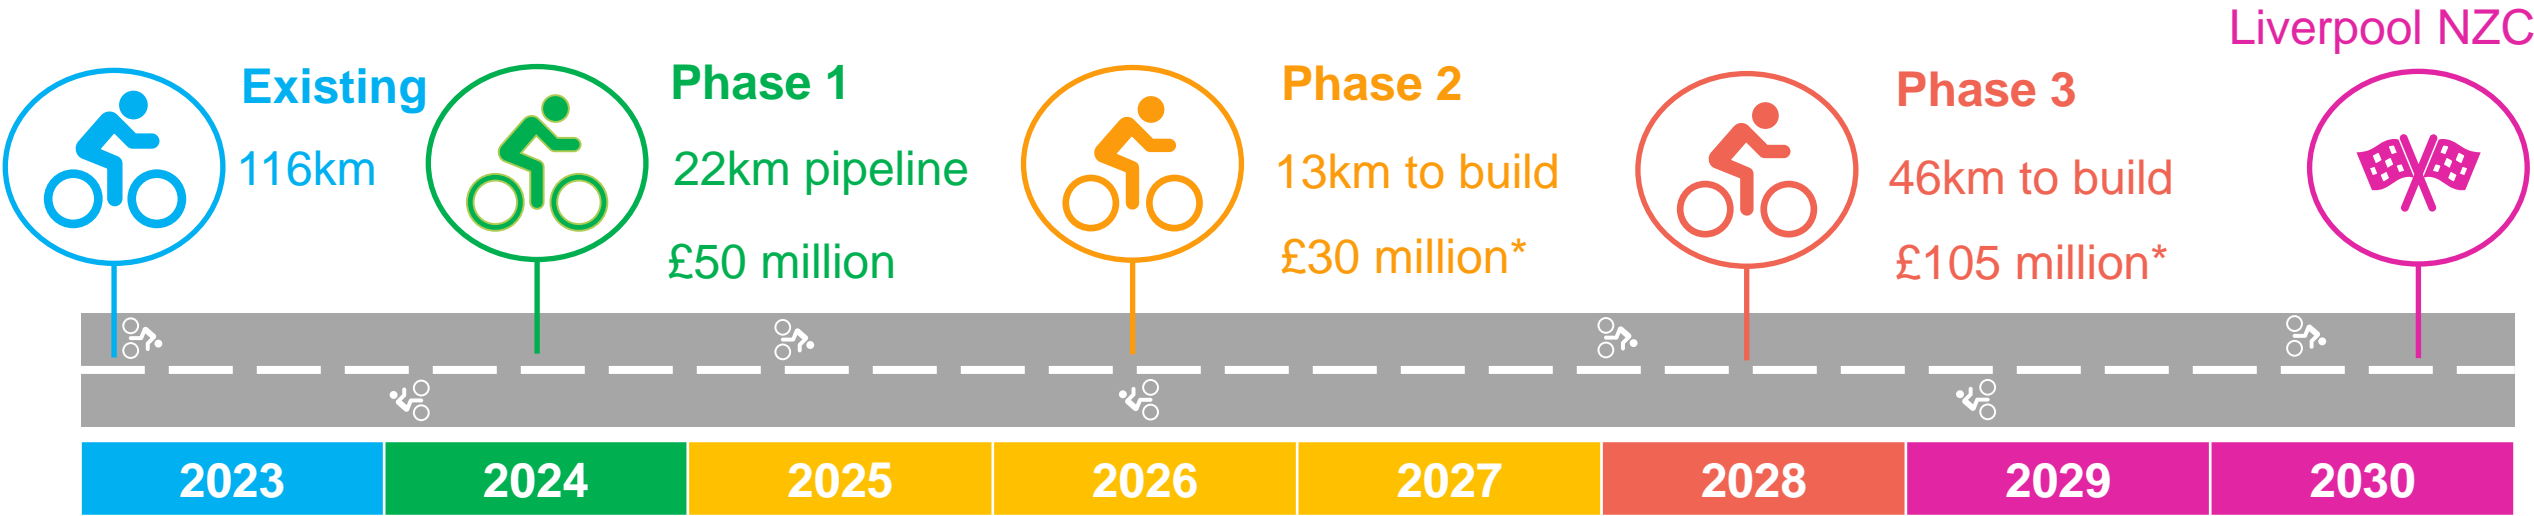 Liverpool NZC
Existing
116km
Phase 1
22km pipeline
£50 million
Phase 2
13km to build
£30 million*
Phase 3
46km to build
£105 million*
2023 2024 2025 2026 2027 2028 2029 2030